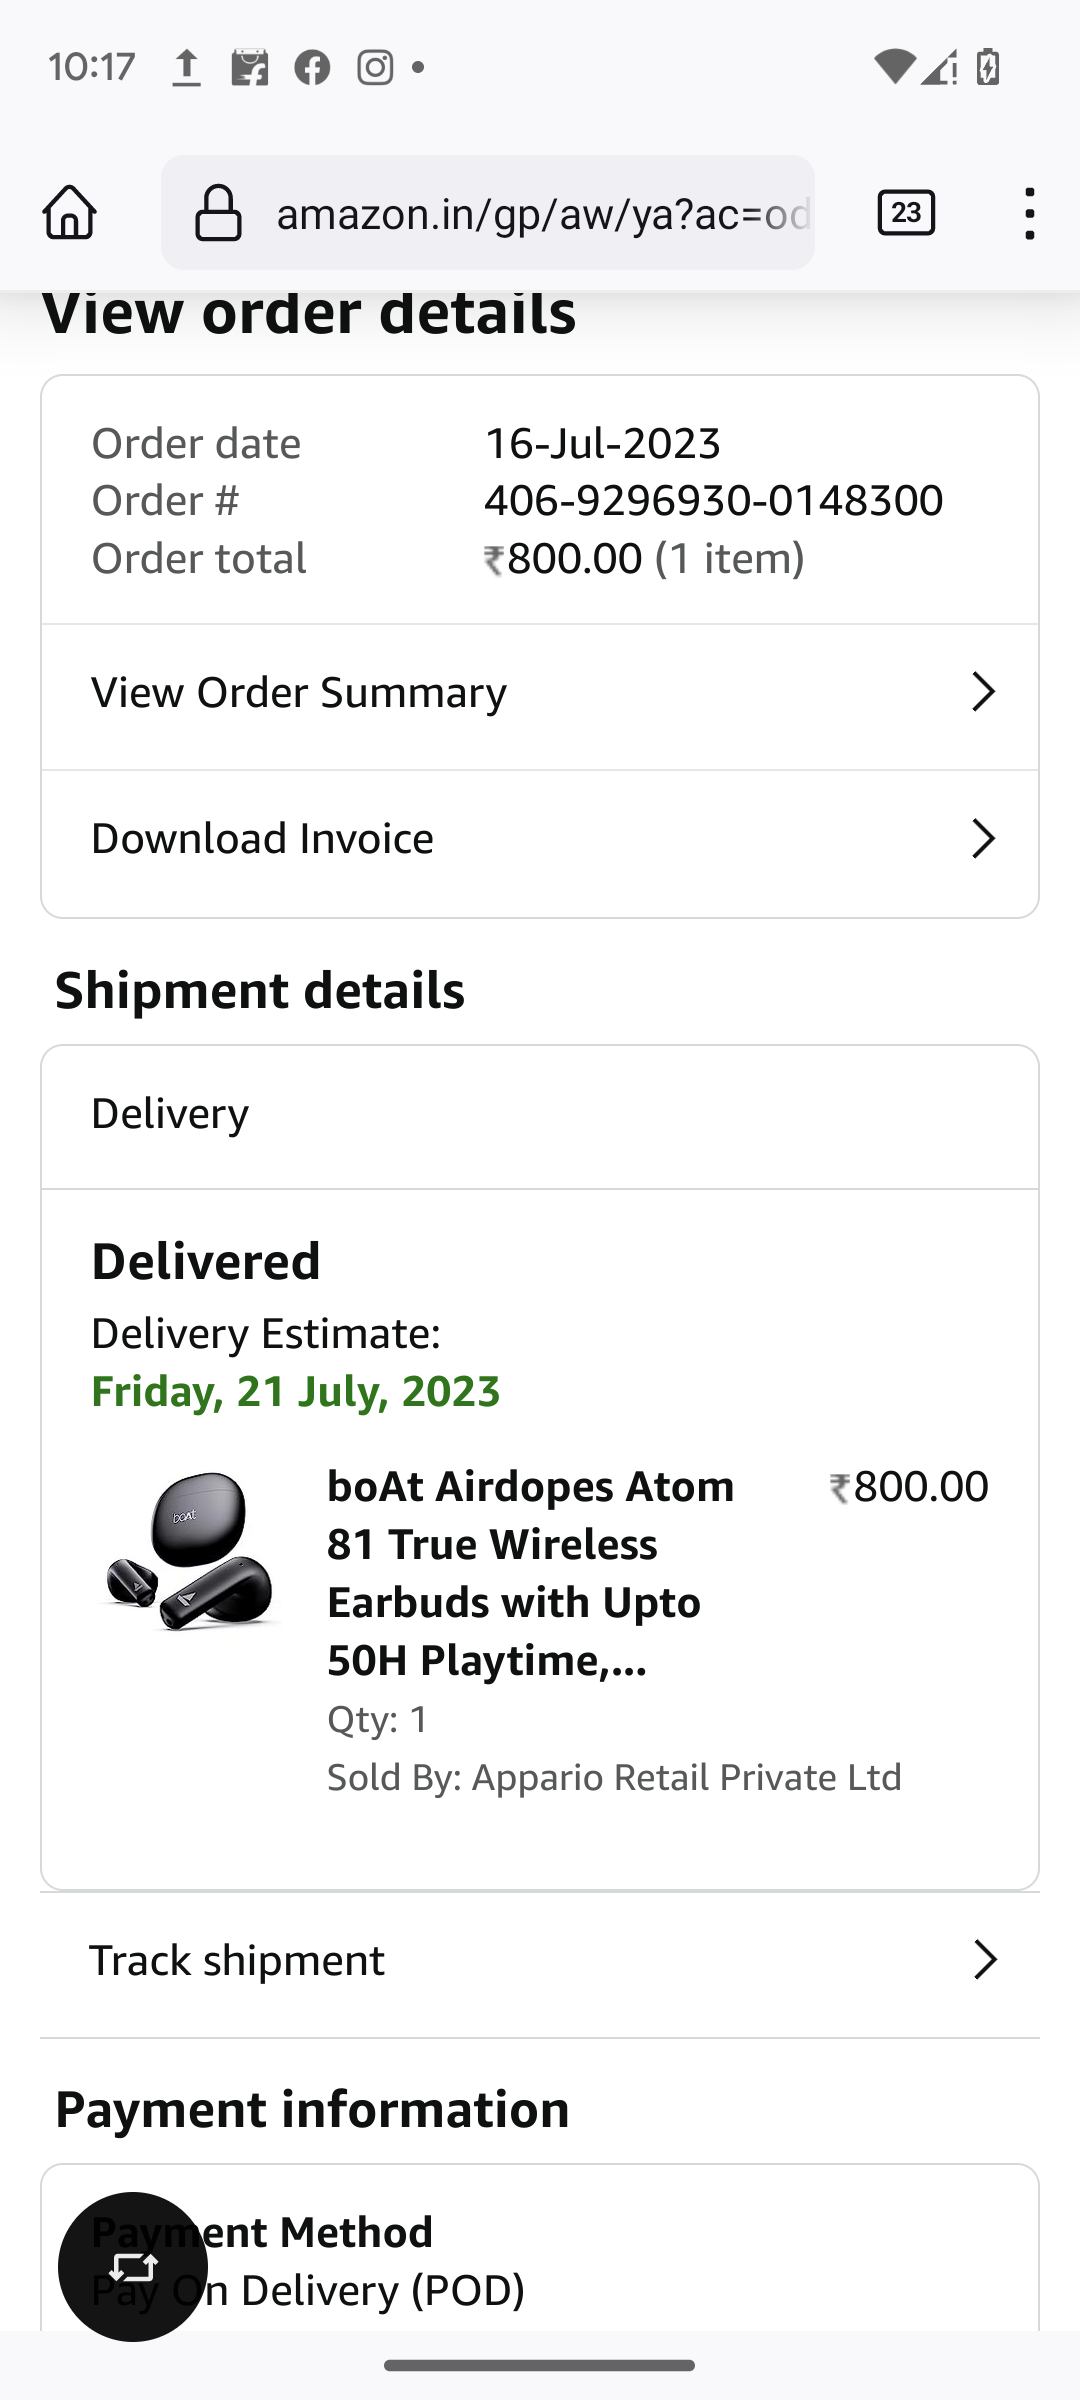 10:17
amazon.in/gp/aw/ya?ac=od
23
View order details
Order date 16-Jul-2023
Order # 406-9296930-0148300
Order total ₹800.00 (1 item)
View Order Summary
Download Invoice
Shipment details
Delivery
Delivered
Delivery Estimate:
Friday, 21 July, 2023
boAt
boAt Airdopes Atom ₹800.00
81 True Wireless
Earbuds with Upto
50H Playtime,...
Qty: 1
Sold By: Appario Retail Private Ltd
Track shipment
Payment information
Payment Method
Pay On Delivery (POD)